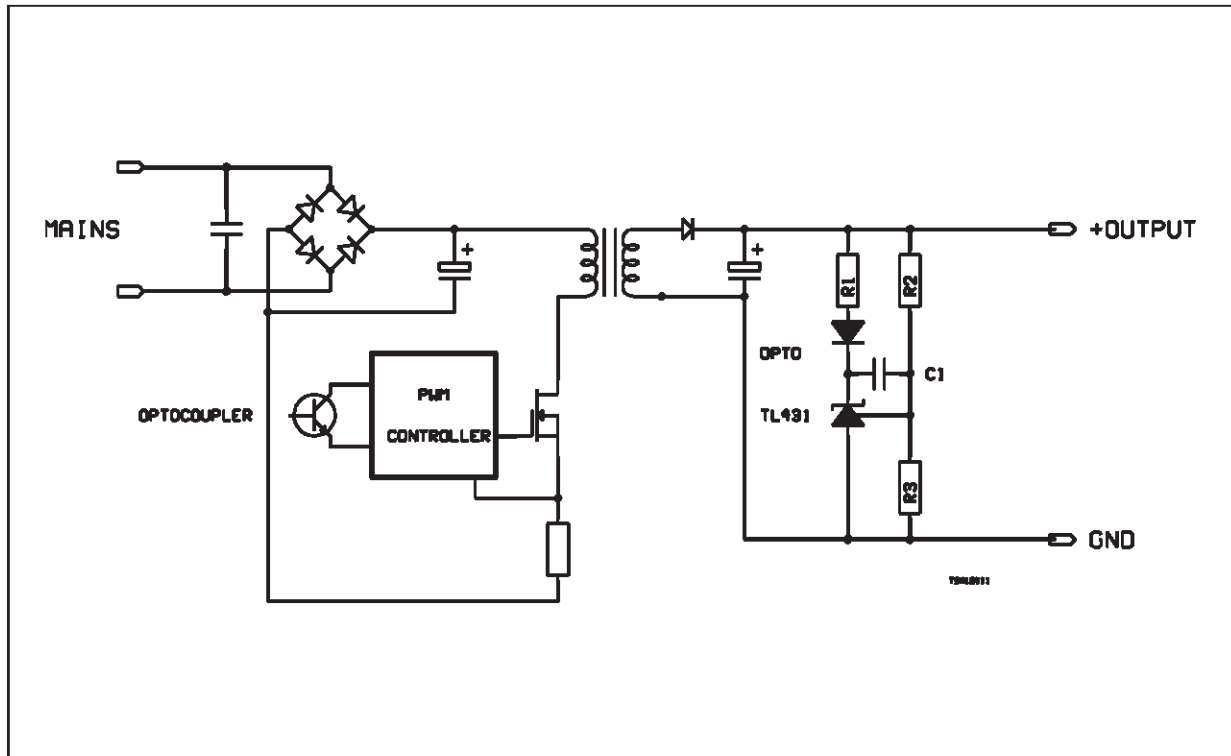 MAINS
+
+
+OUTPUT
R1
R2
OPTO
C1
PWM
OPTOCOUPLER
TL431
CONTROLLER
R3
GND